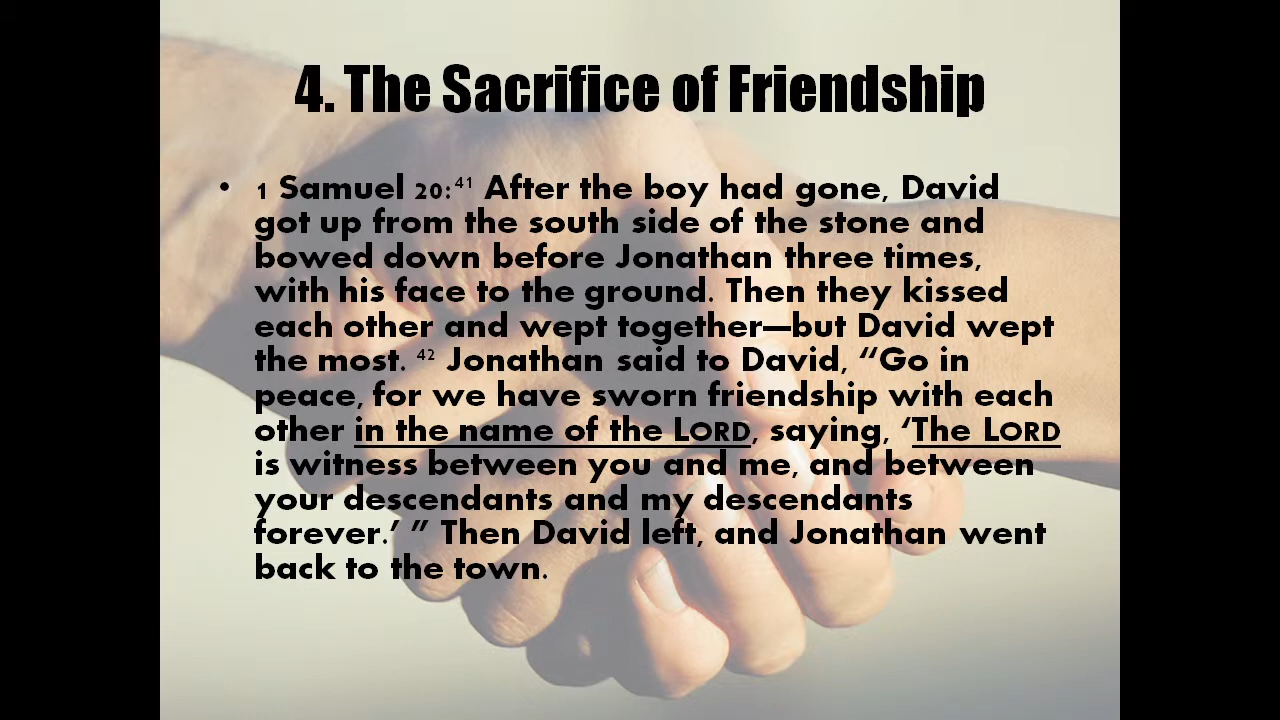 4. The Sacrifice of Friendship
• 1 Samuel 20:41 After the boy had gone, David
got up from the south side of the stone and
bowed down before Jonathan three times,
with his face to the ground. Then they kissed
each other and wept together—but David wept
the most. 42 Jonathan said to David, “Go in
peace, for we have sworn friendship with each
other in the name of the LORD, saying, ‘The LORD
is witness between you and me, and between
your descendants and my descendants
forever.’ ” Then David left, and Jonathan went
back to the town.